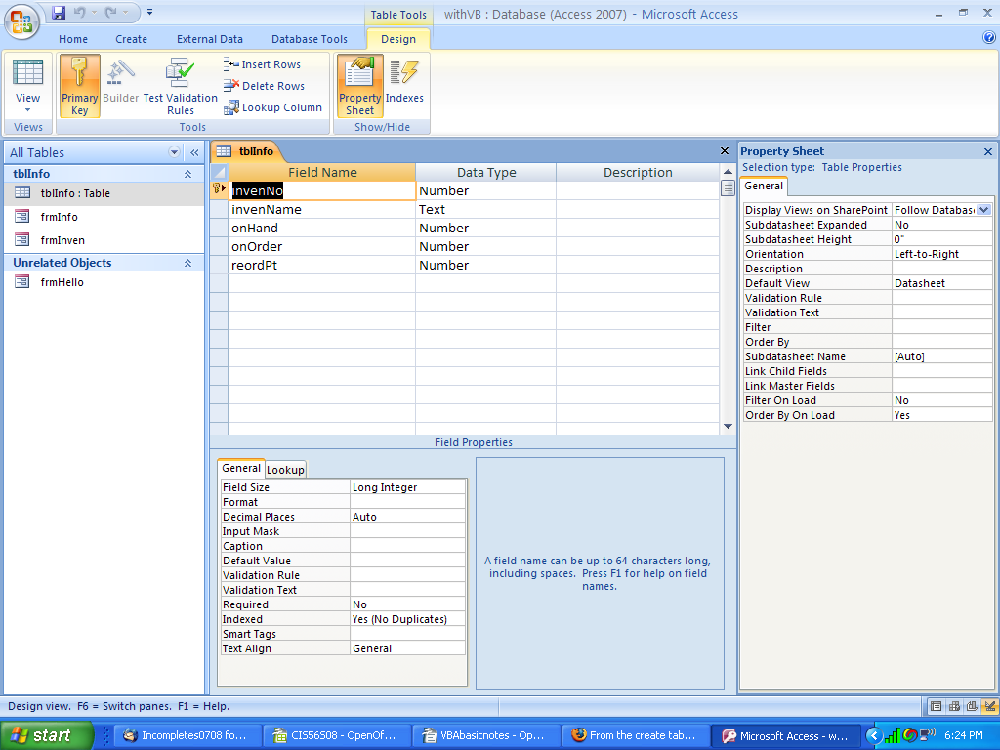 Table Tools
withVB : Database (Access 2007) - Microsoft Access
Home Create External Data Database Tools Design
View
Primary Key
Builder
Test Validation Rules
Insert Rows
Delete Rows
Lookup Column
Property Sheet
Indexes
Views Tools Show/Hide
All Tables «
tblInfo
tblInfo : Table
frmInfo
frmInven
Unrelated Objects
frmHello
tblInfo
Field Name Data Type Description
invenNo Number
invenName Text
onHand Number
onOrder Number
reordPt Number
Field Properties
General Lookup
Field Size Long Integer
Format
Decimal Places Auto
Input Mask
Caption
Default Value
Validation Rule
Validation Text
Required No
Indexed Yes (No Duplicates)
Smart Tags
Text Align General
A field name can be up to 64 characters long,
including spaces. Press F1 for help on field
names.
Property Sheet
Selection type: Table Properties
General
Display Views on SharePoint Follow Databas
Subdatasheet Expanded No
Subdatasheet Height 0"
Orientation Left-to-Right
Description
Default View Datasheet
Validation Rule
Validation Text
Filter
Order By
Subdatasheet Name [Auto]
Link Child Fields
Link Master Fields
Filter On Load No
Order By On Load Yes
Design view. F6 = Switch panes. F1 = Help.
start Incompletes0708 fo... CIS56S08 - OpenOf... VBAbasicnotes - Op... From the create tab... Microsoft Access - w... 6:24 PM